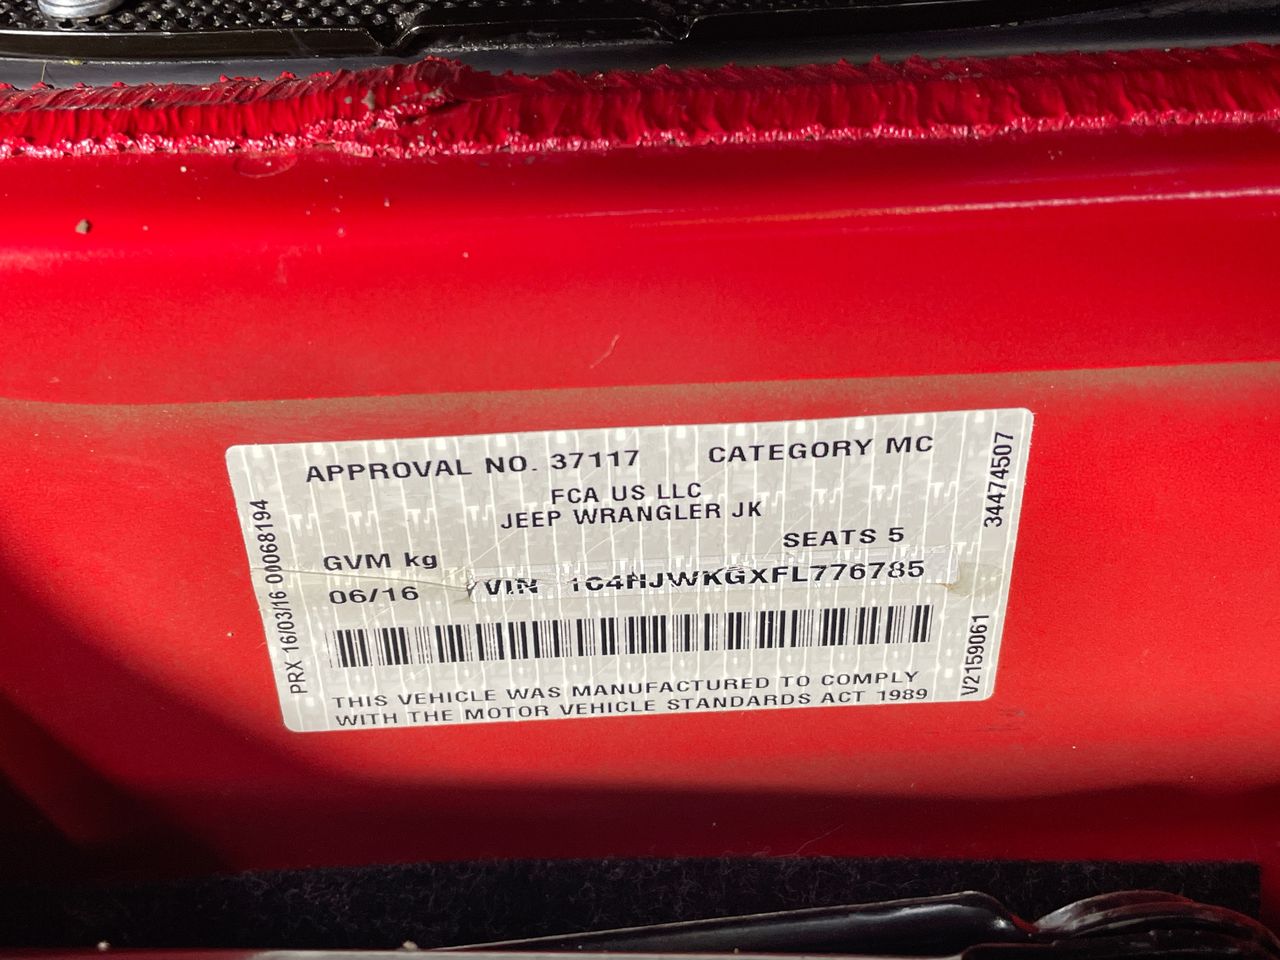 APPROVAL NO. 37117 CATEGORY MC
FCA US LLC
JEEP WRANGLER JK
SEATS 5
GVM kg
06/16 VIN 1C4HJWKGXFL776785
THIS VEHICLE WAS MANUFACTURED TO COMPLY
WITH THE MOTOR VEHICLE STANDARDS ACT 1989
PRX 16/03/16 00068194
34474507
V2159061